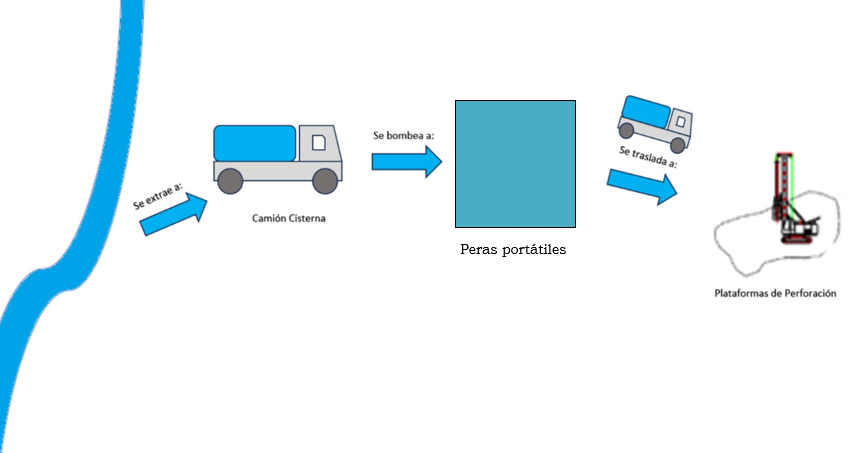 Se extrae a:
Camión Cisterna
Se bombea a:
Peras portátiles
Se traslada a:
Plataformas de Perforación